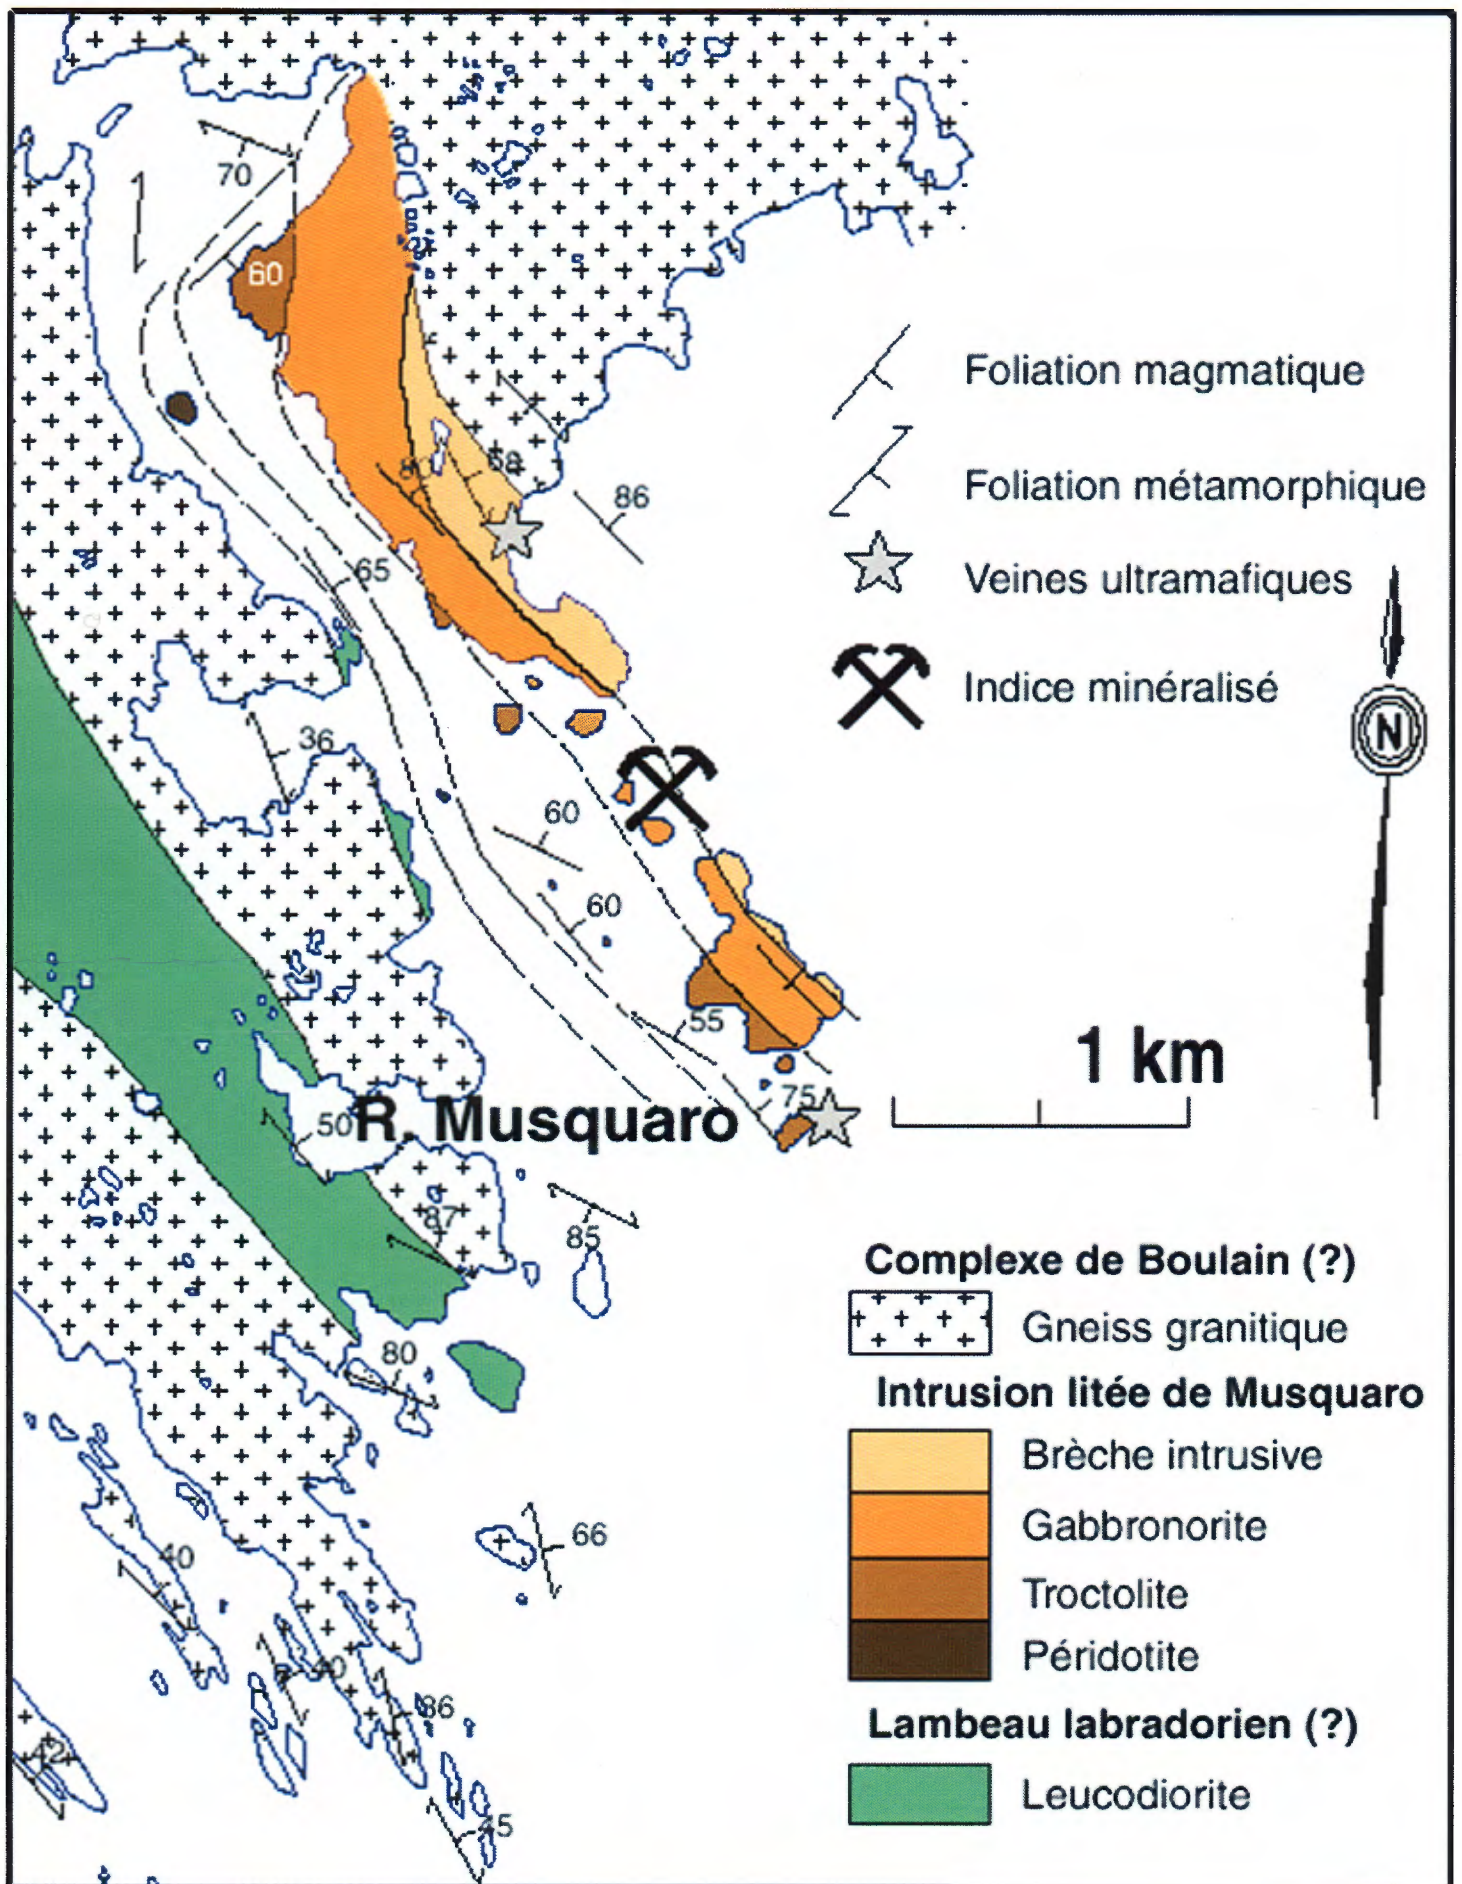 70
60
80
68
86
65
36
60
60
55
75
50
R. Musquaro
87
85
80
66
40
40
86
42
45
Foliation magmatique
Foliation métamorphique
Veines ultramafiques
Indice minéralisé
N
1 km
Complexe de Boulain (?)
Gneiss granitique
Intrusion litée de Musquaro
Brèche intrusive
Gabbronorite
Troctolite
Péridotite
Lambeau labradorien (?)
Leucodiorite